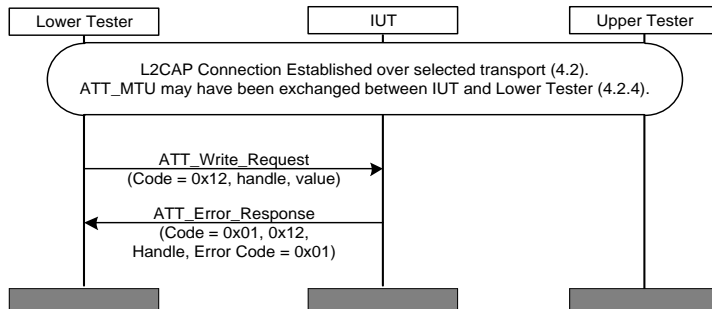 Lower Tester
IUT
Upper Tester
L2CAP Connection Established over selected transport (4.2).
ATT_MTU may have been exchanged between IUT and Lower Tester (4.2.4).
ATT_Write_Request
(Code = 0x12, handle, value)
ATT_Error_Response
(Code = 0x01, 0x12,
Handle, Error Code = 0x01)